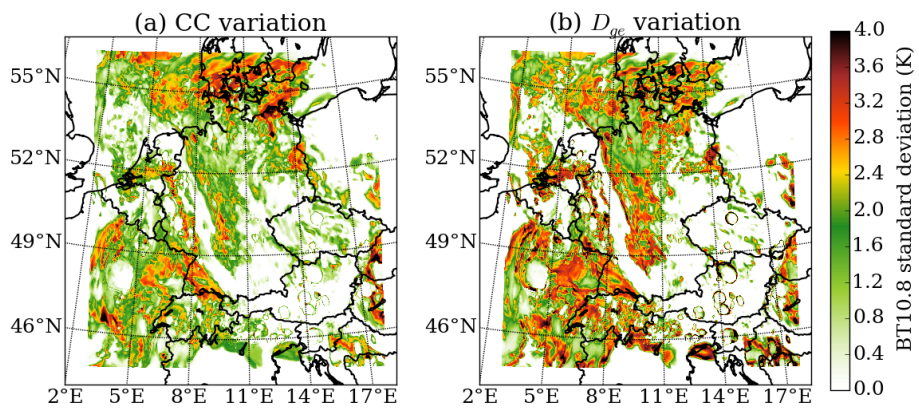 (a) CC variation
(b) D_ge variation
55°N
52°N
49°N
46°N
2°E 5°E 8°E 11°E 14°E 17°E
55°N
52°N
49°N
46°N
2°E 5°E 8°E 11°E 14°E 17°E
4.0
3.6
3.2
2.8
2.4
2.0
1.6
1.2
0.8
0.4
0.0
BT10.8 standard deviation (K)